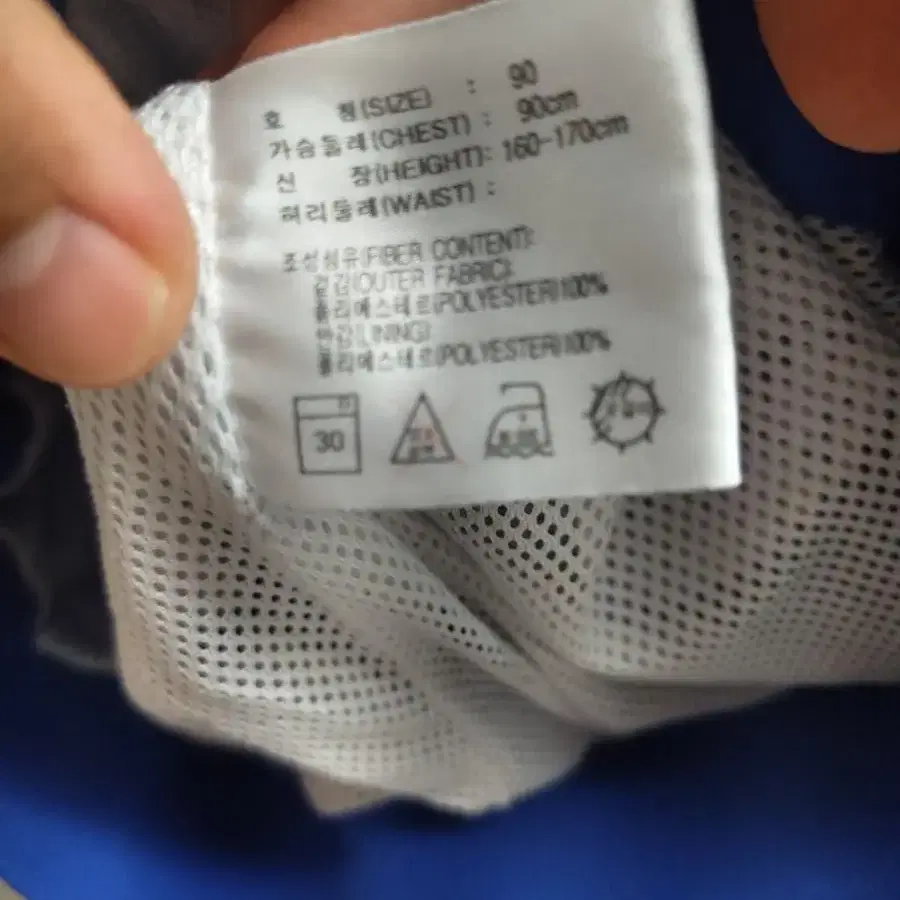 호 칭(SIZE) : 90
가슴둘레(CHEST) : 90cm
신 장(HEIGHT): 160-170cm
허리둘레(WAIST) :
조성섬유(FIBER CONTENT):
겉감(OUTER FABRIC):
폴리에스테르(POLYESTER)100%
안감(LINING)
폴리에스테르(POLYESTER)100%
30